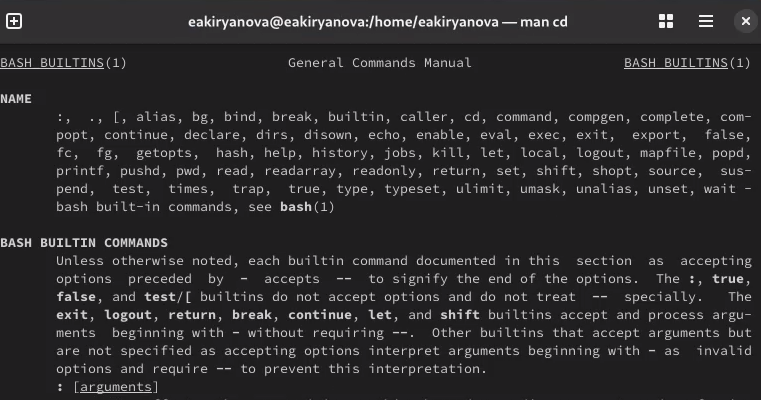 eakiryanova@eakiryanova:/home/eakiryanova — man cd
BASH_BUILTINS(1) General Commands Manual BASH_BUILTINS(1)
NAME
:, ., [, alias, bg, bind, break, builtin, caller, cd, command, compgen, complete, com-
popt, continue, declare, dirs, disown, echo, enable, eval, exec, exit, export, false,
fc, fg, getopts, hash, help, history, jobs, kill, let, local, logout, mapfile, popd,
printf, pushd, pwd, read, readarray, readonly, return, set, shift, shopt, source, sus-
pend, test, times, trap, true, type, typeset, ulimit, umask, unalias, unset, wait -
bash built-in commands, see bash(1)
BASH BUILTIN COMMANDS
Unless otherwise noted, each builtin command documented in this section as accepting
options preceded by - accepts -- to signify the end of the options. The :, true,
false, and test/[ builtins do not accept options and do not treat -- specially. The
exit, logout, return, break, continue, let, and shift builtins accept and process argu-
ments beginning with - without requiring --. Other builtins that accept arguments but
are not specified as accepting options interpret arguments beginning with - as invalid
options and require -- to prevent this interpretation.
: [arguments]